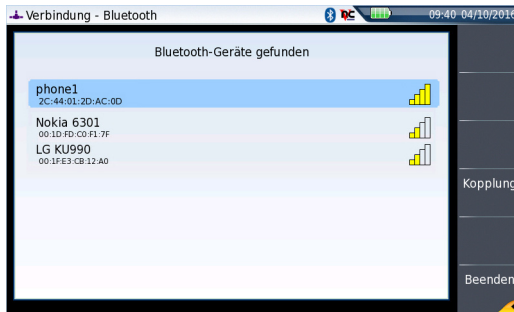 Verbindung - Bluetooth
09:40 04/10/2016
Bluetooth-Geräte gefunden
phone1
2C:44:01:2D:AC:0D
Nokia 6301
00:1D:FD:C0:F1:7F
LG KU990
00:1F:E3:CB:12:A0
Kopplung
Beenden